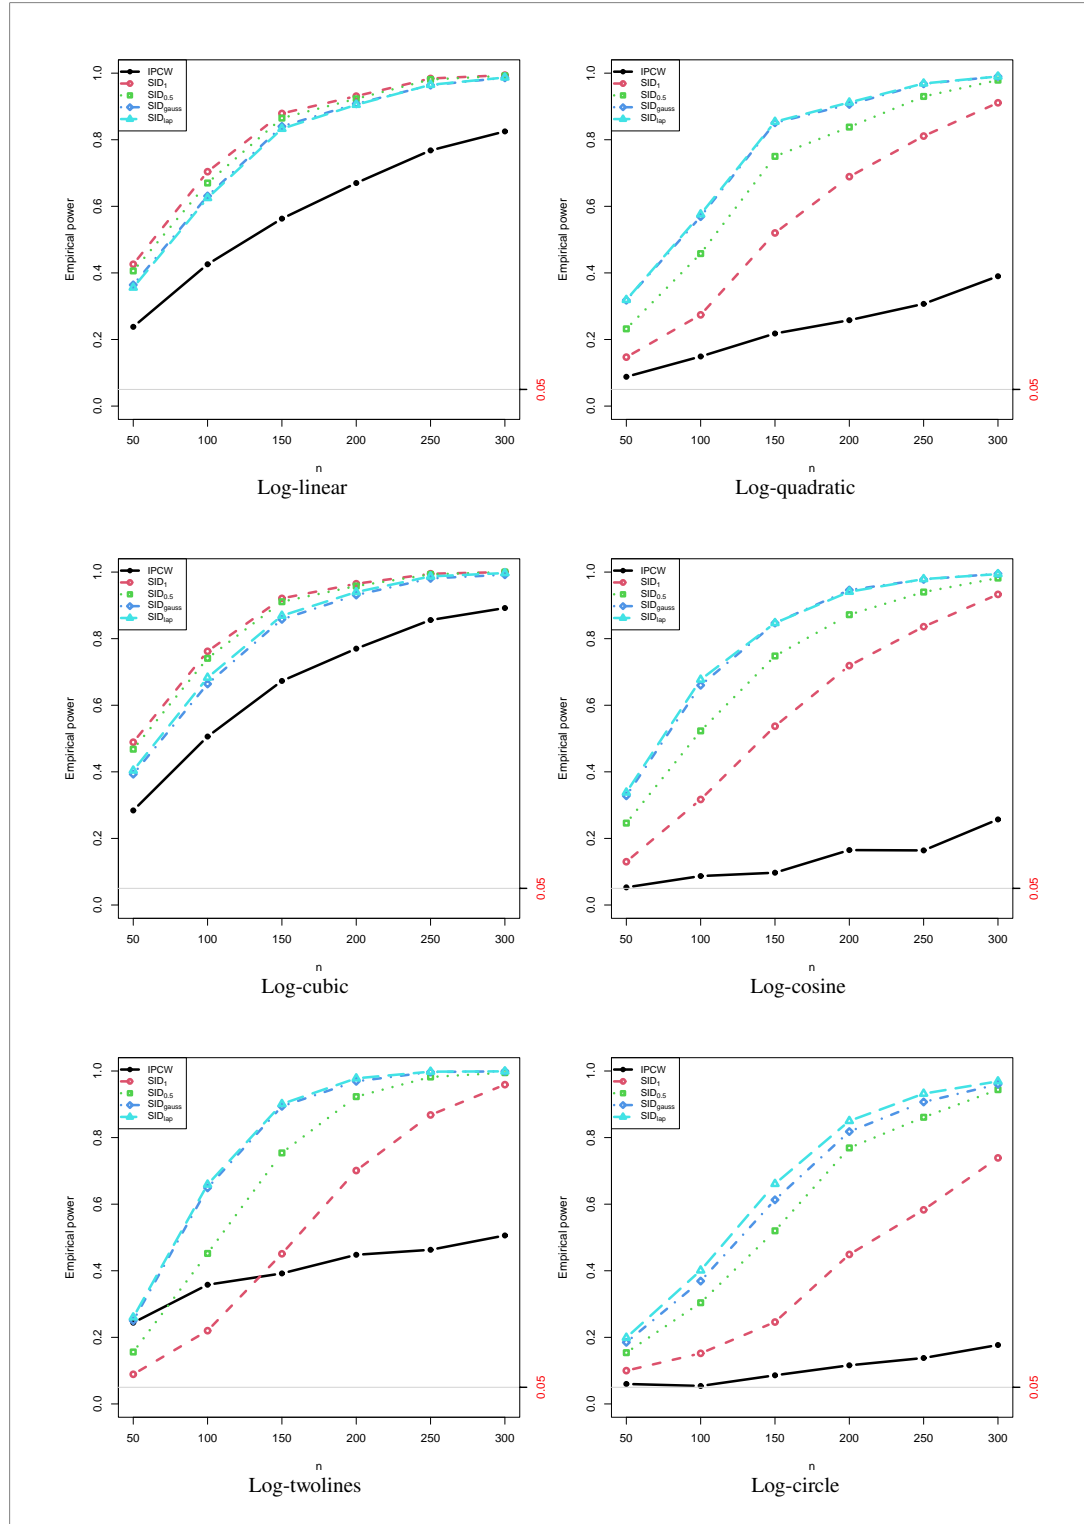 IPCW
SID1
SID0.5
SIDgauss
SIDlap
Empirical power
0.0 0.2 0.4 0.6 0.8 1.0
0.05
50 100 150 200 250 300
n
Log-linear
IPCW
SID1
SID0.5
SIDgauss
SIDlap
Empirical power
0.0 0.2 0.4 0.6 0.8 1.0
0.05
50 100 150 200 250 300
n
Log-quadratic
IPCW
SID1
SID0.5
SIDgauss
SIDlap
Empirical power
0.0 0.2 0.4 0.6 0.8 1.0
0.05
50 100 150 200 250 300
n
Log-cubic
IPCW
SID1
SID0.5
SIDgauss
SIDlap
Empirical power
0.0 0.2 0.4 0.6 0.8 1.0
0.05
50 100 150 200 250 300
n
Log-cosine
IPCW
SID1
SID0.5
SIDgauss
SIDlap
Empirical power
0.0 0.2 0.4 0.6 0.8 1.0
0.05
50 100 150 200 250 300
n
Log-twolines
IPCW
SID1
SID0.5
SIDgauss
SIDlap
Empirical power
0.0 0.2 0.4 0.6 0.8 1.0
0.05
50 100 150 200 250 300
n
Log-circle